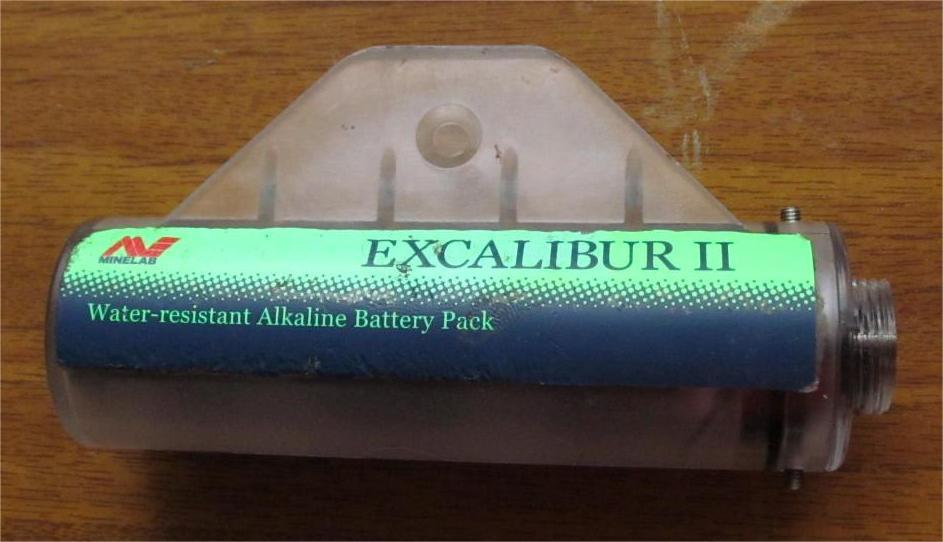 MINELAB
EXCALIBUR II
Water-resistant Alkaline Battery Pack